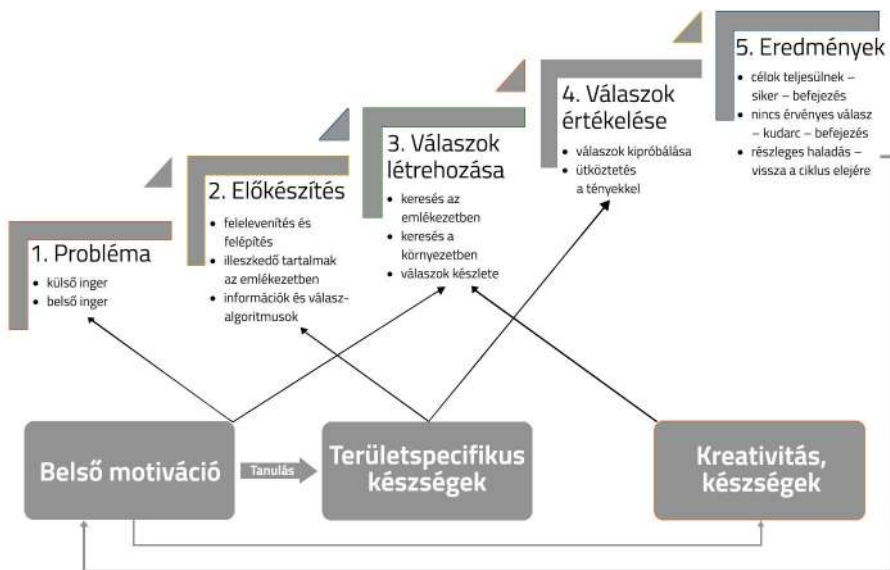 1. Probléma
• külső inger
• belső inger
2. Előkészítés
• felelevenítés és
felépítés
• illeszkedő tartalmak
az emlékezetben
• információk és válasz-
algoritmusok
3. Válaszok
létrehozása
• keresés az
emlékezetben
• keresés a
környezetben
• válaszok készlete
4. Válaszok
értékelése
• válaszok kipróbálása
• ütköztetés
a tényekkel
5. Eredmények
• célok teljesülnek –
siker – befejezés
• nincs érvényes válasz
– kudarc – befejezés
• részleges haladás –
vissza a ciklus elejére
Belső motiváció
Tanulás
Területspecifikus
készségek
Kreativitás,
készségek